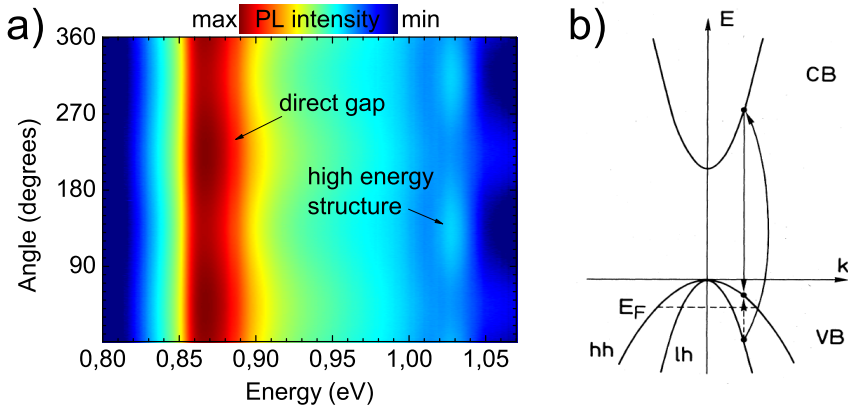 a)
max PL intensity min
360
270
180
90
Angle (degrees)
direct gap
high energy
structure
0,80 0,85 0,90 0,95 1,00 1,05
Energy (eV)
b)
E
CB
k
E_F
VB
hh
lh